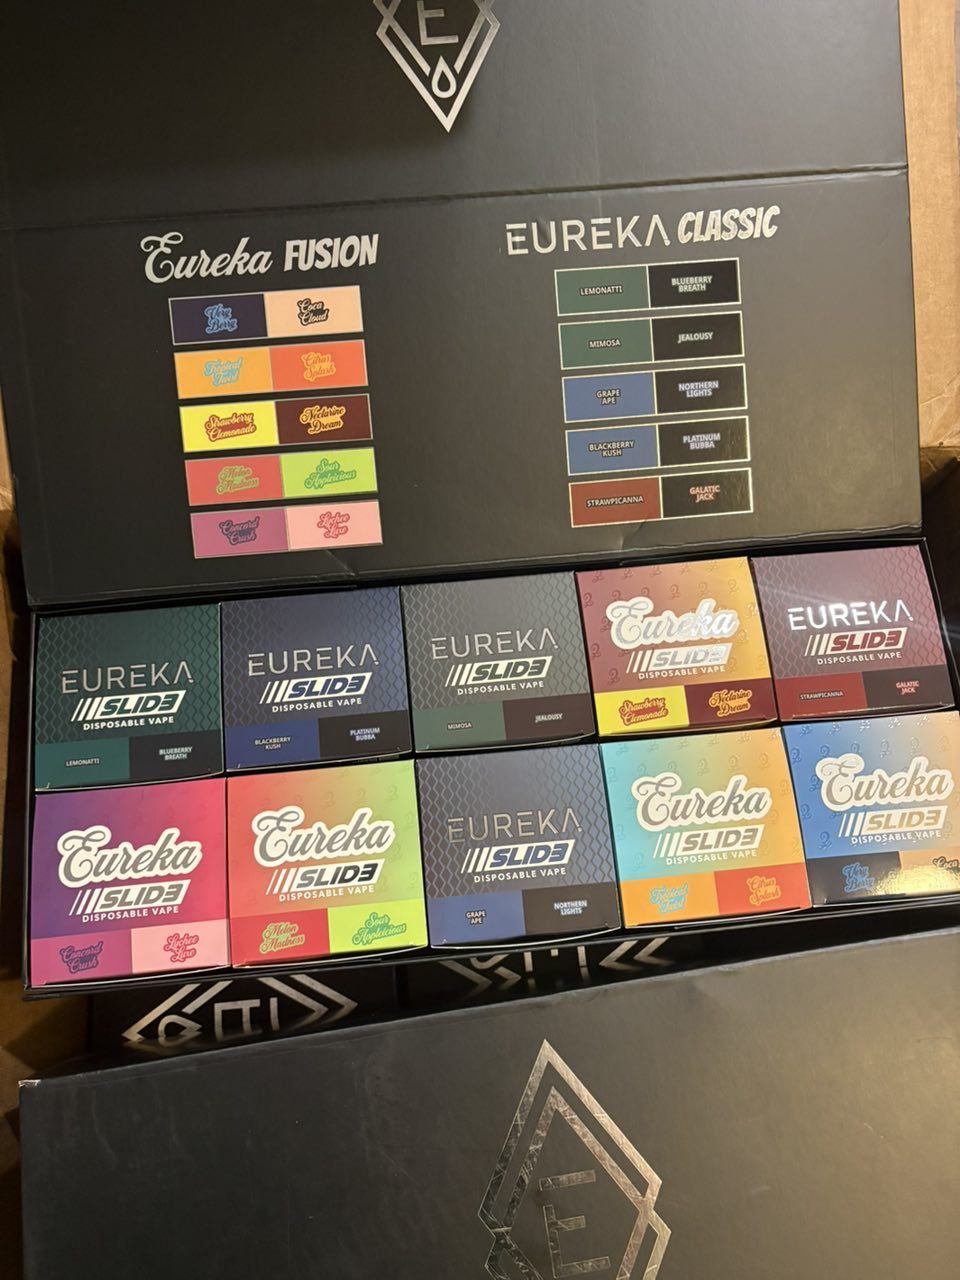 E
Eureka FUSION
Very
Berry
Coca
Cloud
Tropical
Twist
Citrus
Splash
Strawberry
Clemonade
Nectarine
Dream
Melon
Madness
Sour
Appleicious
Concord
Crush
Lychee
Luxe
EUREKA CLASSIC
LEMONATTI
BLUEBERRY
BREATH
MIMOSA
JEALOUSY
GRAPE
APE
NORTHERN
LIGHTS
BLACKBERRY
KUSH
PLATINUM
BUBBA
STRAWPICANNA
GALATIC
JACK
EUREKA
SLID3
DISPOSABLE VAPE
LEMONATTI
BLUEBERRY
BREATH
EUREKA
SLID3
DISPOSABLE VAPE
BLACKBERRY
KUSH
PLATINUM
BUBBA
EUREKA
SLID3
DISPOSABLE VAPE
MIMOSA
JEALOUSY
Eureka
SLID3
DISPOSABLE VAPE
Strawberry
Clemonade
Nectarine
Dream
EUREKA
SLID3
DISPOSABLE VAPE
STRAWPICANNA
GALATIC
JACK
Eureka
SLID3
DISPOSABLE VAPE
Concord
Crush
Lychee
Luxe
Eureka
SLID3
DISPOSABLE VAPE
Melon
Madness
Sour
Appleicious
EUREKA
SLID3
DISPOSABLE VAPE
GRAPE
APE
NORTHERN
LIGHTS
Eureka
SLID3
DISPOSABLE VAPE
Tropical
Twist
Citrus
Splash
Eureka
SLID3
DISPOSABLE VAPE
Very
Berry
Coca
E
E